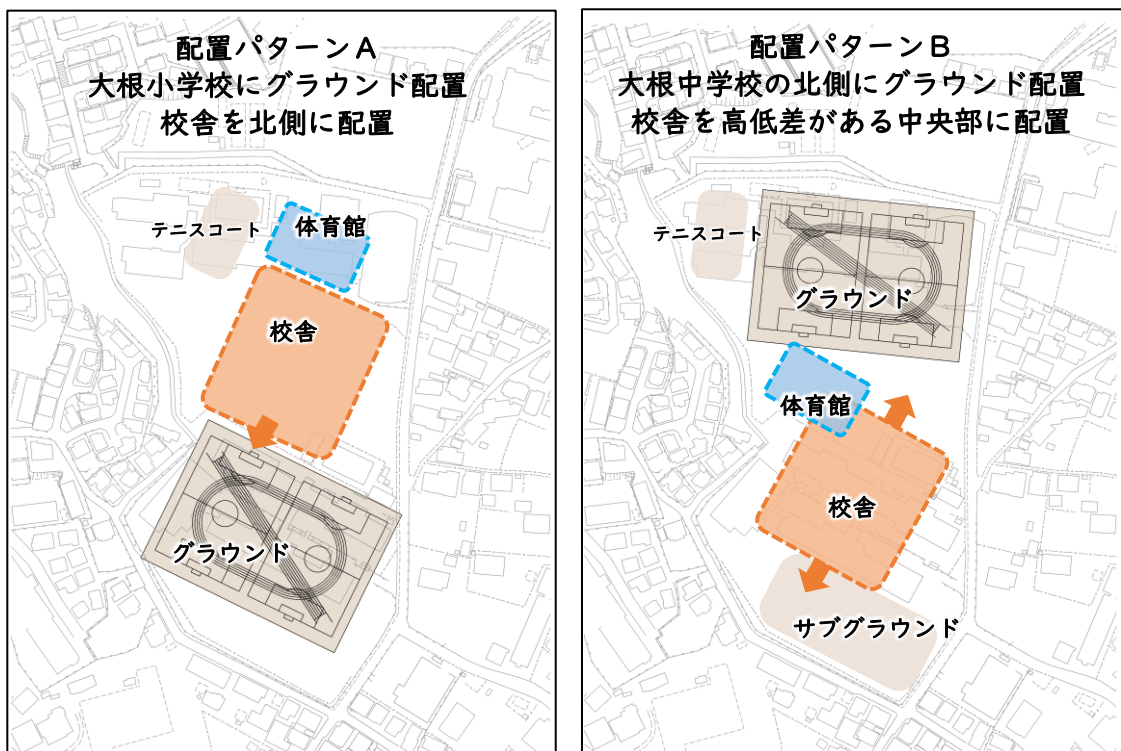 配置パターンA
大根小学校にグラウンド配置
校舎を北側に配置
テニスコート
体育館
校舎
グラウンド
配置パターンB
大根中学校の北側にグラウンド配置
校舎を高低差がある中央部に配置
テニスコート
グラウンド
体育館
校舎
サブグラウンド